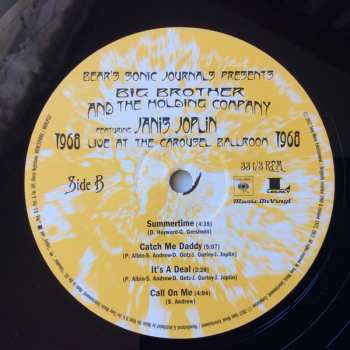 BEAR'S SONIC JOURNALS PRESENTS
BIG BROTHER
AND THE HOLDING COMPANY
FEATURING JANIS JOPLIN
1968 LIVE AT THE CAROUSEL BALLROOM 1968
Side B
33 1/3 RPM
LEGACY
Music On Vinyl
Summertime (4:35)
(D. Heyward-G. Gershwin)
Catch Me Daddy (5:07)
(P. Albin-S. Andrew-D. Getz-J. Gurley-J. Joplin)
It's A Deal (2:26)
(P. Albin-S. Andrew-D. Getz-J. Gurley-J. Joplin)
Call On Me (4:04)
(S. Andrew)